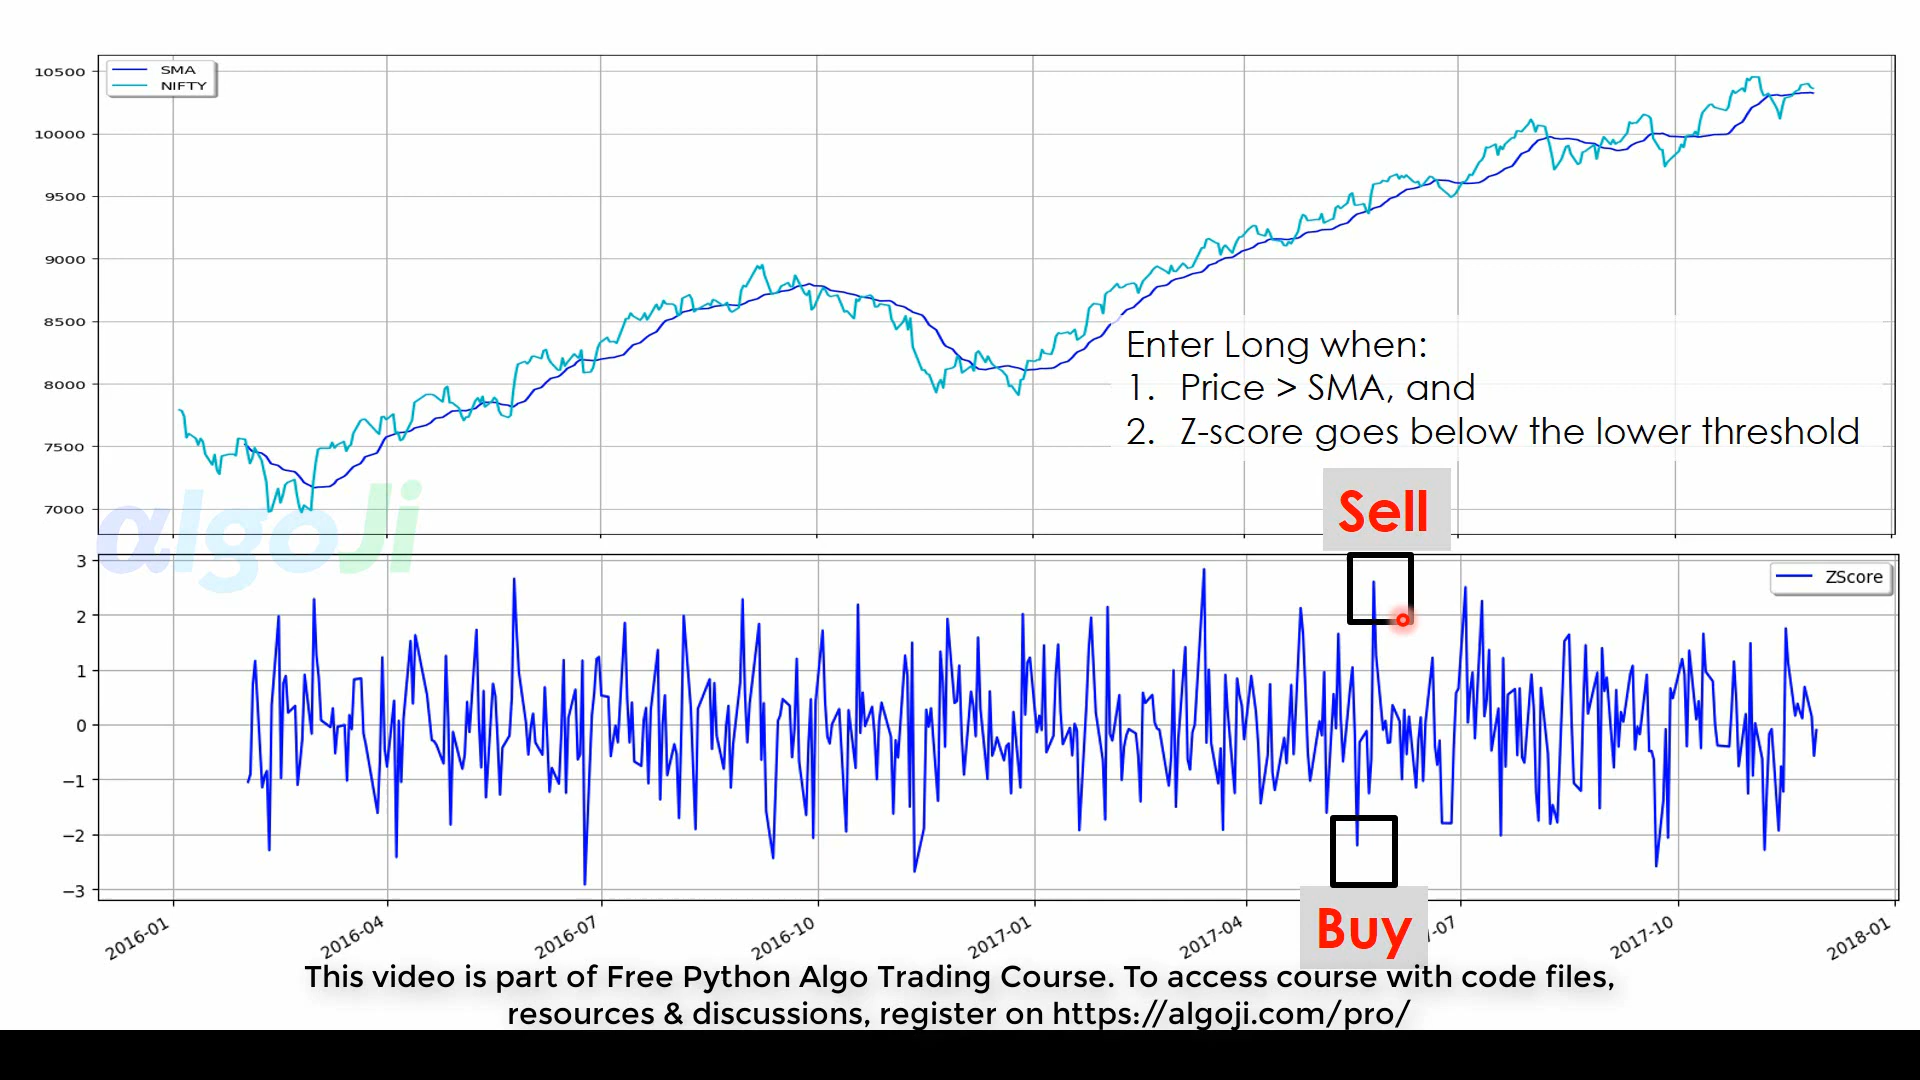 SMA
NIFTY
10500
10000
9500
9000
8500
8000
7500
7000
Enter Long when:
1. Price > SMA, and
2. Z-score goes below the lower threshold
αlgoJi
Sell
ZScore
3
2
1
0
−1
−2
−3
Buy
2016-01
2016-04
2016-07
2016-10
2017-01
2017-04
-07
2017-10
2018-01
This video is part of Free Python Algo Trading Course. To access course with code files,
resources & discussions, register on https://algoji.com/pro/